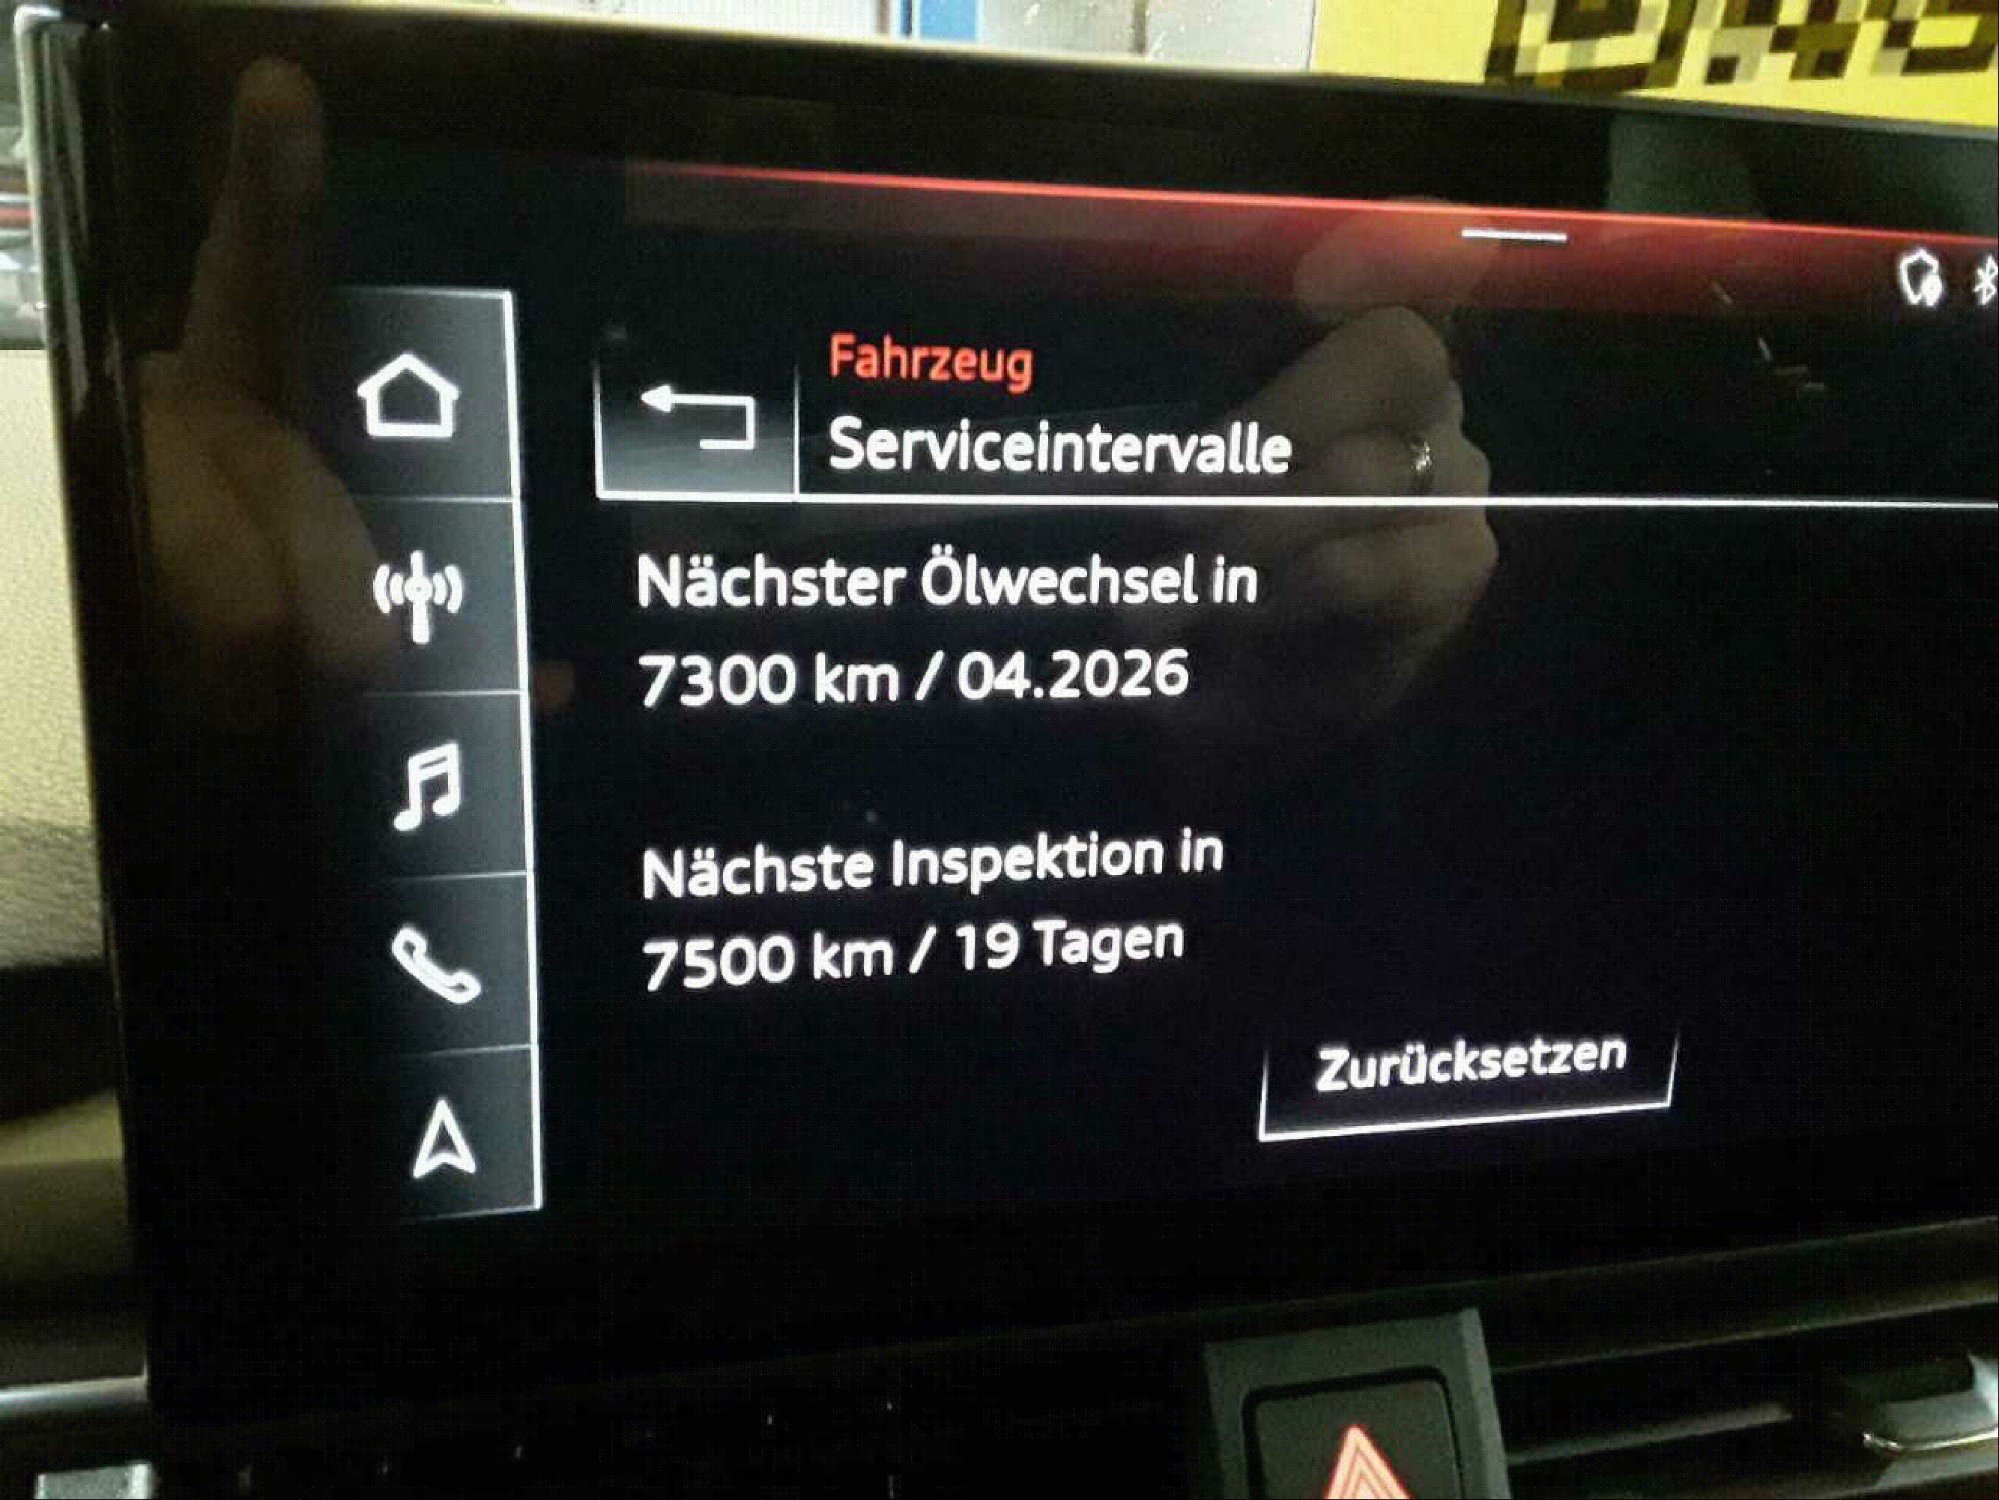 Fahrzeug
Serviceintervalle
Nächster Ölwechsel in
7300 km / 04.2026
Nächste Inspektion in
7500 km / 19 Tagen
Zurücksetzen